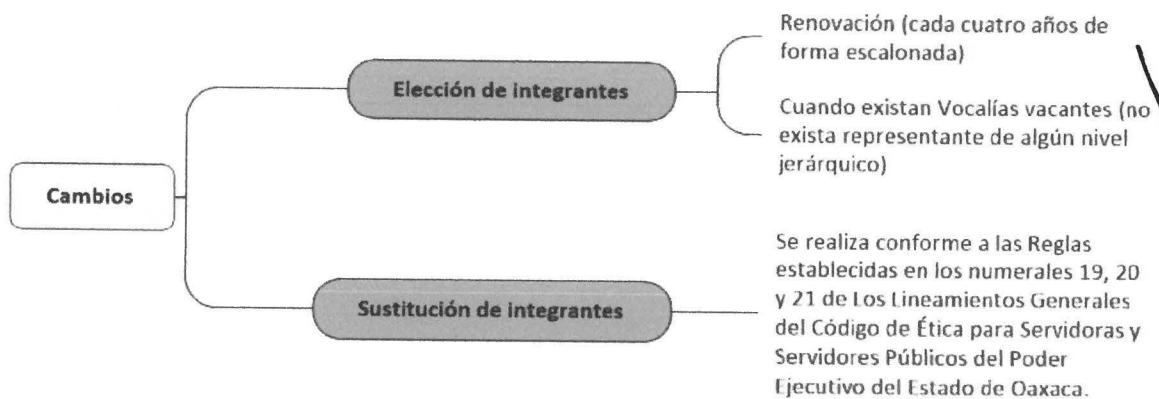 Cambios
Elección de integrantes
Renovación (cada cuatro años de
forma escalonada)
Cuando existan Vocalías vacantes (no
exista representante de algún nivel
jerárquico)
Sustitución de integrantes
Se realiza conforme a las Reglas
establecidas en los numerales 19, 20
y 21 de Los Lineamientos Generales
del Código de Ética para Servidoras y
Servidores Públicos del Poder
Ejecutivo del Estado de Oaxaca.